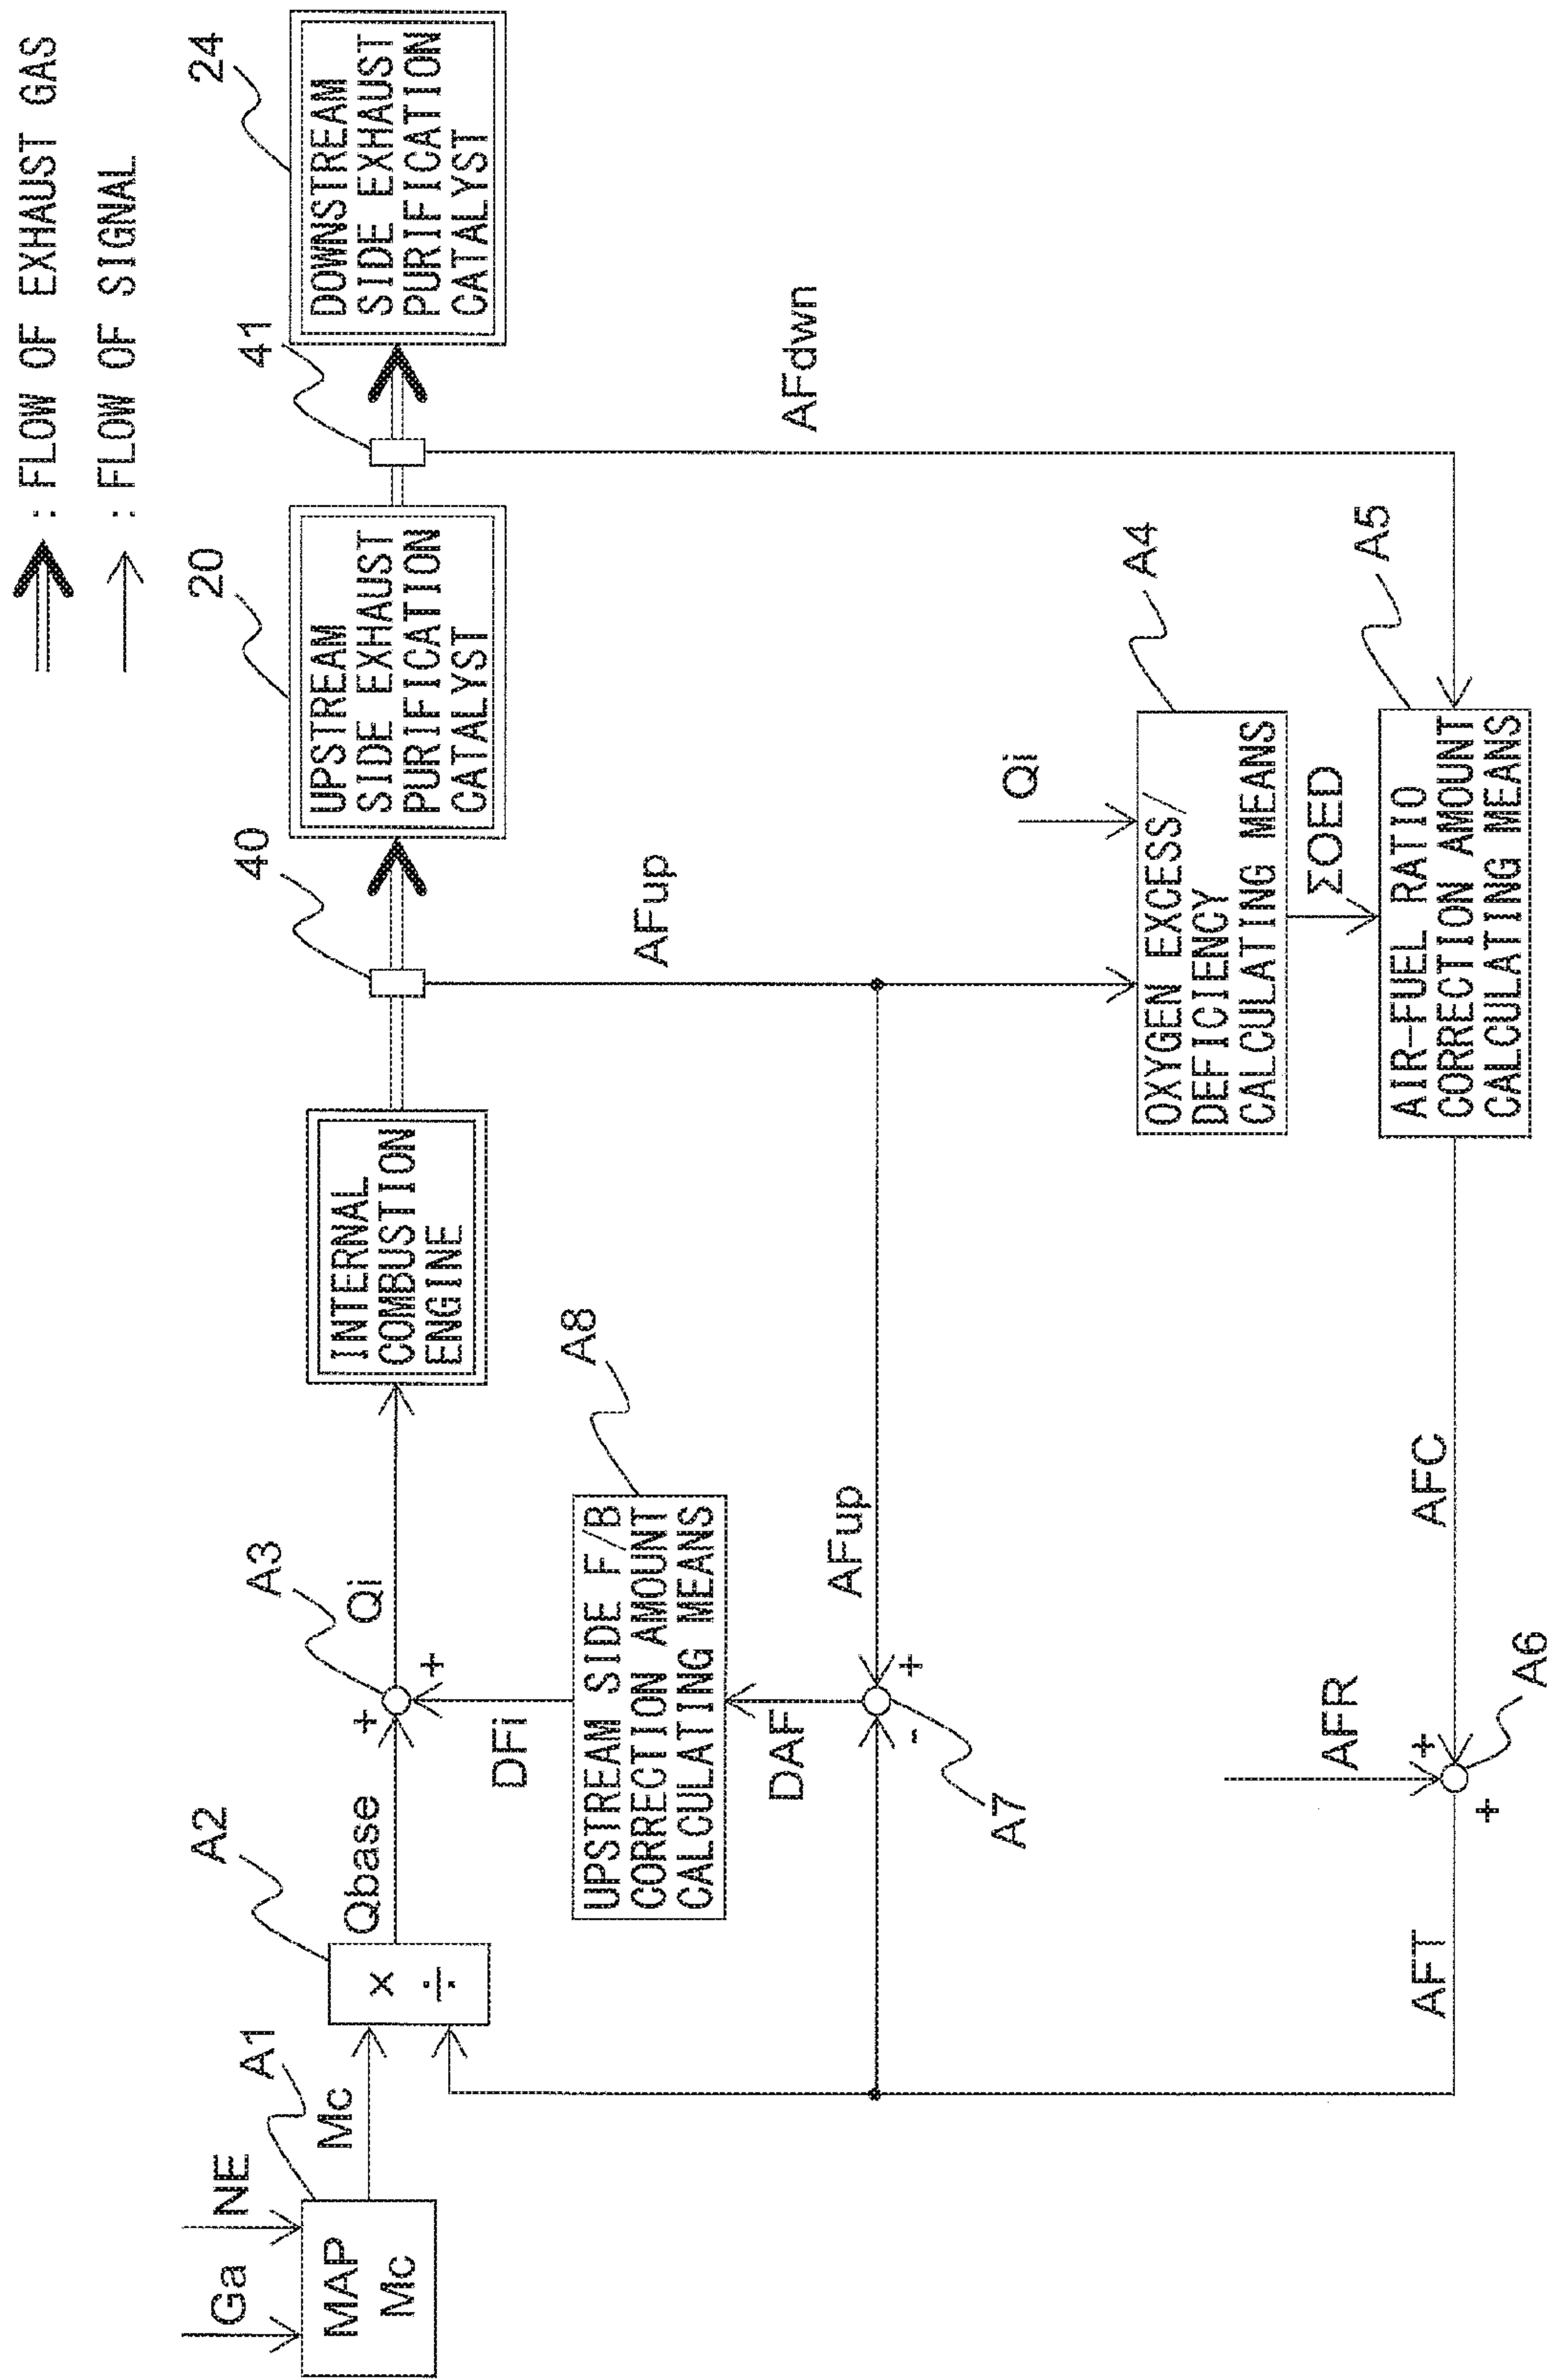 : FLOW OF EXHAUST GAS
: FLOW OF SIGNAL
Ga
NE
MAP
Mc
A1
Mc
A2
× ÷
Qbase
A3
+
+
Qi
INTERNAL
COMBUSTION
ENGINE
40
UPSTREAM
SIDE EXHAUST
PURIFICATION
CATALYST
20
41
DOWNSTREAM
SIDE EXHAUST
PURIFICATION
CATALYST
24
DFi
UPSTREAM SIDE F/B
CORRECTION AMOUNT
CALCULATING MEANS
A8
DAF
-
+
A7
AFup
AFup
AFdwn
Qi
OXYGEN EXCESS/
DEFICIENCY
CALCULATING MEANS
A4
ΣOED
AIR-FUEL RATIO
CORRECTION AMOUNT
CALCULATING MEANS
A5
AFT
AFR
+
+
A6
AFC